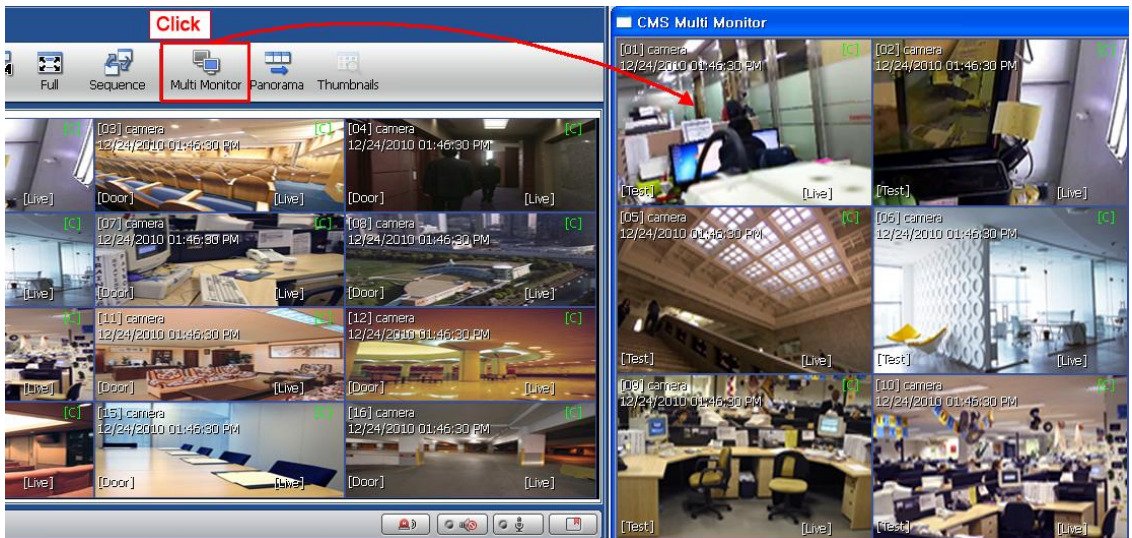 Click
CMS Multi Monitor
Full
Sequence
Multi Monitor
Panorama
Thumbnails
[C]
[Live]
[03] camera
[C]
12/24/2010 01:46:30 PM
[Door]
[Live]
[04] camera
[C]
12/24/2010 01:46:30 PM
[Door]
[Live]
[C]
[Live]
[07] camera
[C]
12/24/2010 01:46:30 PM
[Door]
[Live]
[08] camera
[C]
12/24/2010 01:46:30 PM
[Door]
[Live]
[C]
[Live]
[11] camera
[C]
12/24/2010 01:46:30 PM
[Door]
[Live]
[12] camera
[C]
12/24/2010 01:46:30 PM
[Door]
[Live]
[C]
[Live]
[15] camera
[C]
12/24/2010 01:46:30 PM
[Door]
[Live]
[16] camera
[C]
12/24/2010 01:46:30 PM
[Door]
[Live]
[01] camera
[C]
12/24/2010 01:46:30 PM
[Test]
[Live]
[02] camera
[C]
12/24/2010 01:46:30 PM
[Test]
[Live]
[05] camera
[C]
12/24/2010 01:46:30 PM
[Test]
[Live]
[06] camera
[C]
12/24/2010 01:46:30 PM
[Test]
[Live]
[09] camera
[C]
12/24/2010 01:46:30 PM
[Test]
[Live]
[10] camera
[C]
12/24/2010 01:46:30 PM
[Test]
[Live]